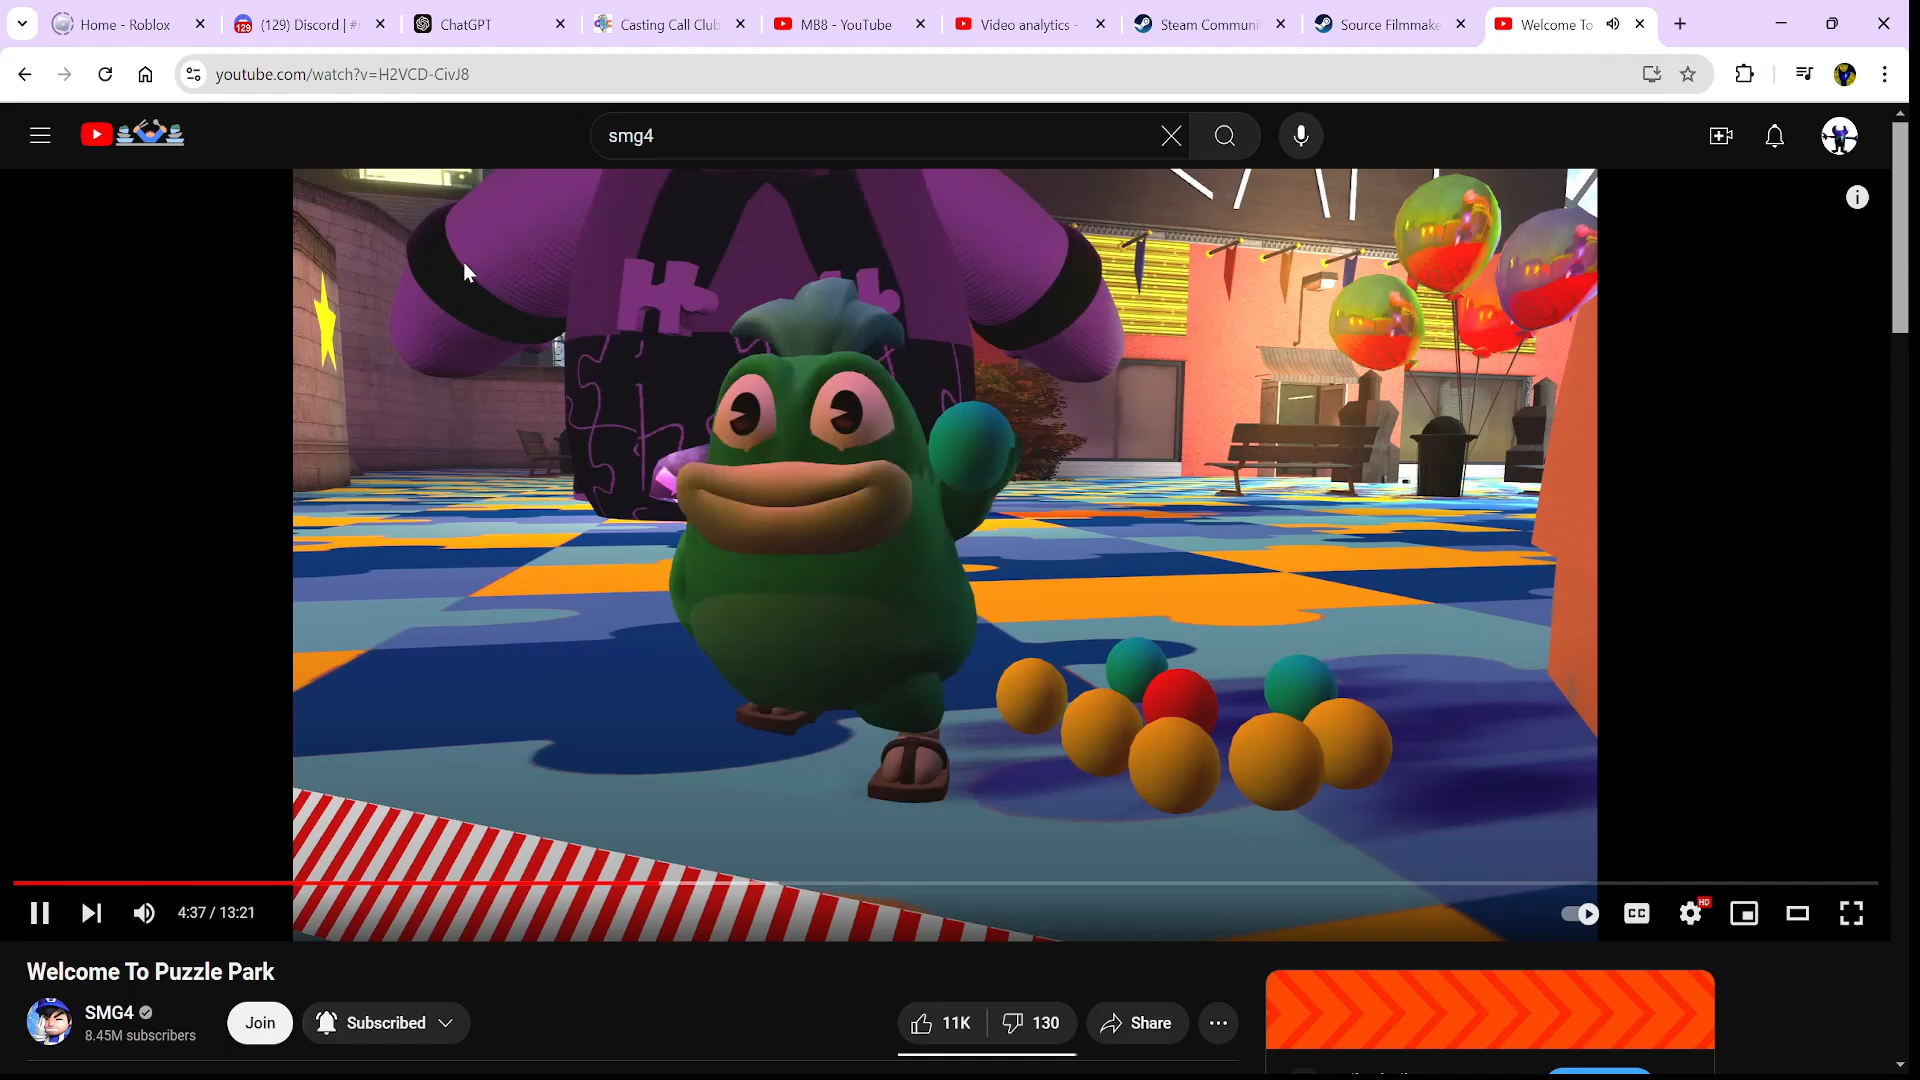 Home - Roblox
(129) Discord | #r
ChatGPT
Casting Call Club
MB8 - YouTube
Video analytics -
Steam Communi
Source Filmmake
Welcome To
youtube.com/watch?v=H2VCD-CivJ8
smg4
4:37 / 13:21
CC
HD
Welcome To Puzzle Park
SMG4
8.45M subscribers
Join
Subscribed
11K
130
Share